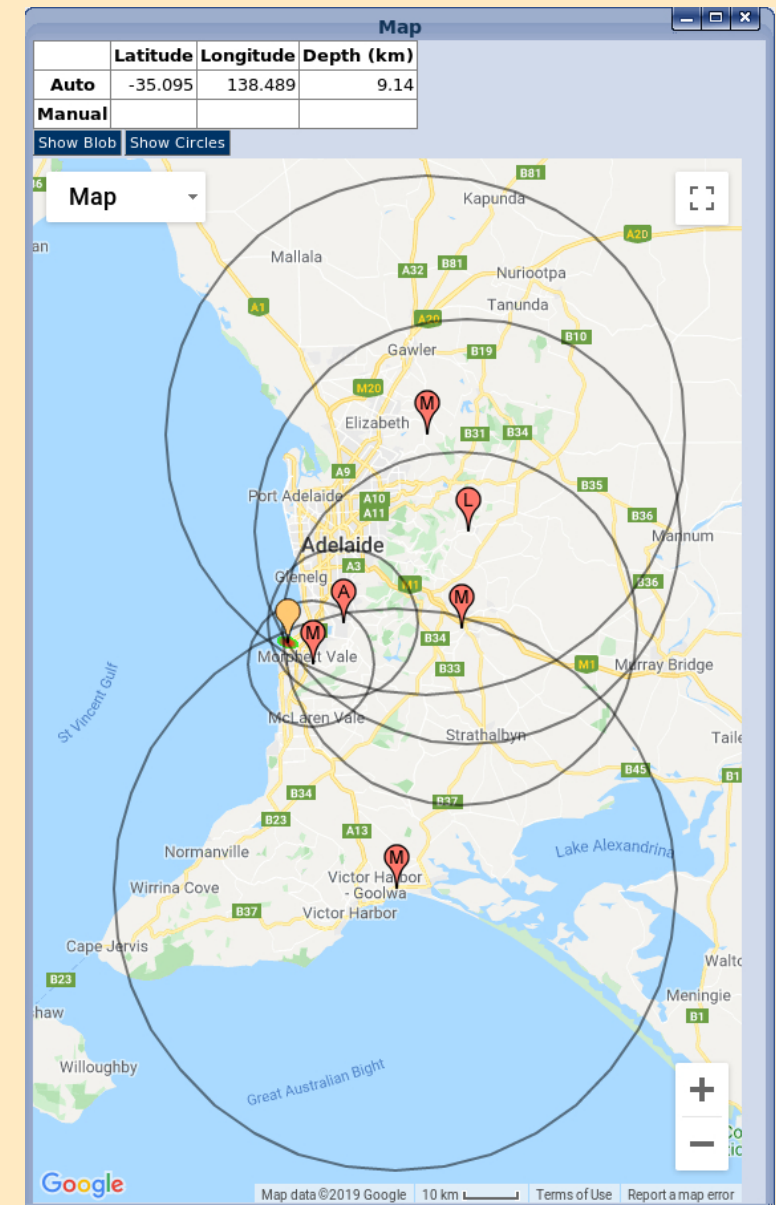 Map
Latitude Longitude Depth (km)
Auto -35.095 138.489 9.14
Manual
Show Blob Show Circles
Map
B81
Kapunda
A2D
Mallala
A32 B81
Nuriootpa
Tanunda
A1
A20
B10
Gawler
B19
M20
M
Elizabeth
B31 B34
A9
B35
Port Adelaide
A10
L
A11
B36
Mannum
Adelaide
A3
Glenelg
M1
B36
A
M
M
B34
Morphett Vale
B33
M1
Murray Bridge
St Vincent Gulf
McLaren Vale
Strathalbyn
Taile
B45
B1
B34
B37
B23
A13
Normanville
M
Lake Alexandrina
Victor Harbor
- Goolwa
Wirrina Cove
B37
Victor Harbor
Cape Jervis
B23
Meningie
haw
B1
Willoughby
Great Australian Bight
+
−
Google
Map data ©2019 Google 10 km Terms of Use Report a map error